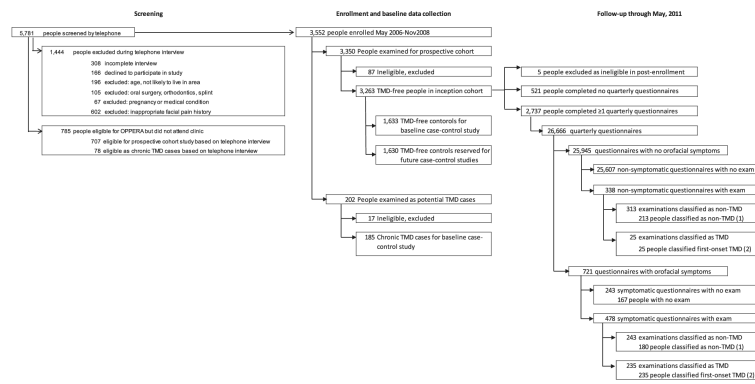 Screening
5,781 people screened by telephone
1,444 people excluded during telephone interview
308 incomplete interview
166 declined to participate in study
196 excluded: age, not likely to live in area
105 excluded: oral surgery, orthodontics, splint
67 excluded: pregnancy or medical condition
602 excluded: inappropriate facial pain history
785 people eligible for OPPERA but did not attend clinic
707 eligible for prospective cohort study based on telephone interview
78 eligible as chronic TMD cases based on telephone interview
Enrollment and baseline data collection
3,552 people enrolled May 2006-Nov2008
3,350 People examined for prospective cohort
87 Ineligible, excluded
3,263 TMD-free people in inception cohort
1,633 TMD-free contorols for
baseline case-control study
1,630 TMD-free controls reserved for
future case-control studies
202 People examined as potential TMD cases
17 Ineligible, excluded
185 Chronic TMD cases for baseline case-
control study
Follow-up through May, 2011
5 people excluded as ineligible in post-enrollment
521 people completed no quarterly questionnaires
2,737 people completed ≥1 quarterly questionnaires
26,666 quarterly questionnaires
25,945 questionnaires with no orofacial symptoms
25,607 non-symptomatic questionnaires with no exam
338 non-symptomatic questionnaires with exam
313 examinations classified as non-TMD
213 people classified as non-TMD (1)
25 examinations classified as TMD
25 people classified first-onset TMD (2)
721 questionnaires with orofacial symptoms
243 symptomatic questionnaires with no exam
167 people with no exam
478 symptomatic questionnaires with exam
243 examinations classified as non-TMD
180 people classified as non-TMD (1)
235 examinations classified as TMD
235 people classified first-onset TMD (2)